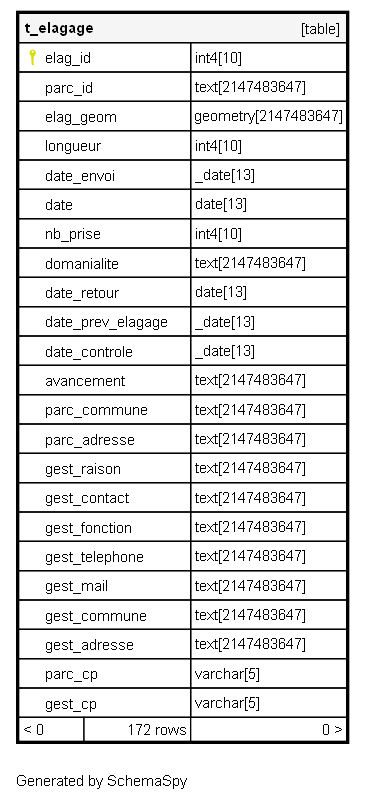 t_elagage [table]
elag_id int4[10]
parc_id text[2147483647]
elag_geom geometry[2147483647]
longueur int4[10]
date_envoi _date[13]
date date[13]
nb_prise int4[10]
domanialite text[2147483647]
date_retour date[13]
date_prev_elagage _date[13]
date_controle _date[13]
avancement text[2147483647]
parc_commune text[2147483647]
parc_adresse text[2147483647]
gest_raison text[2147483647]
gest_contact text[2147483647]
gest_fonction text[2147483647]
gest_telephone text[2147483647]
gest_mail text[2147483647]
gest_commune text[2147483647]
gest_adresse text[2147483647]
parc_cp varchar[5]
gest_cp varchar[5]
< 0 172 rows 0 >
Generated by SchemaSpy